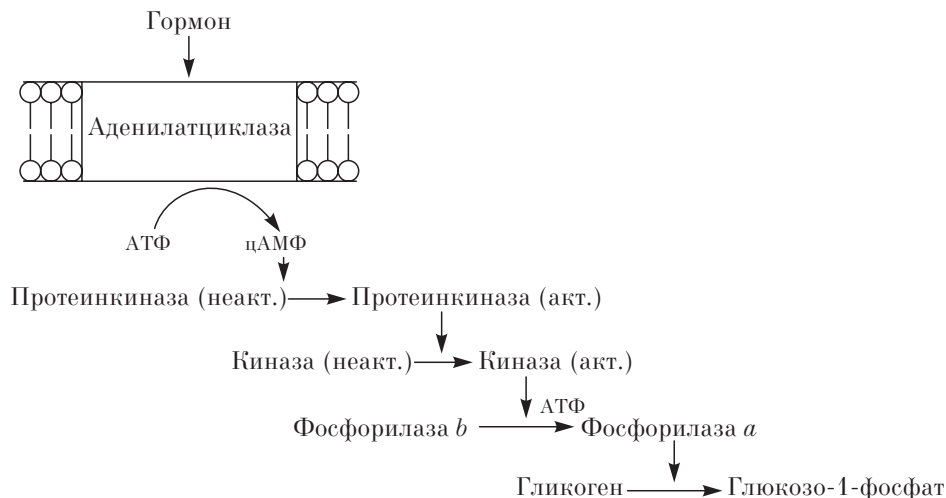 Гормон
Аденилатциклаза
АТФ цАМФ
Протеинкиназа (неакт.) Протеинкиназа (акт.)
Киназа (неакт.) Киназа (акт.)
АТФ
Фосфорилаза b Фосфорилаза a
Гликоген Глюкозо-1-фосфат